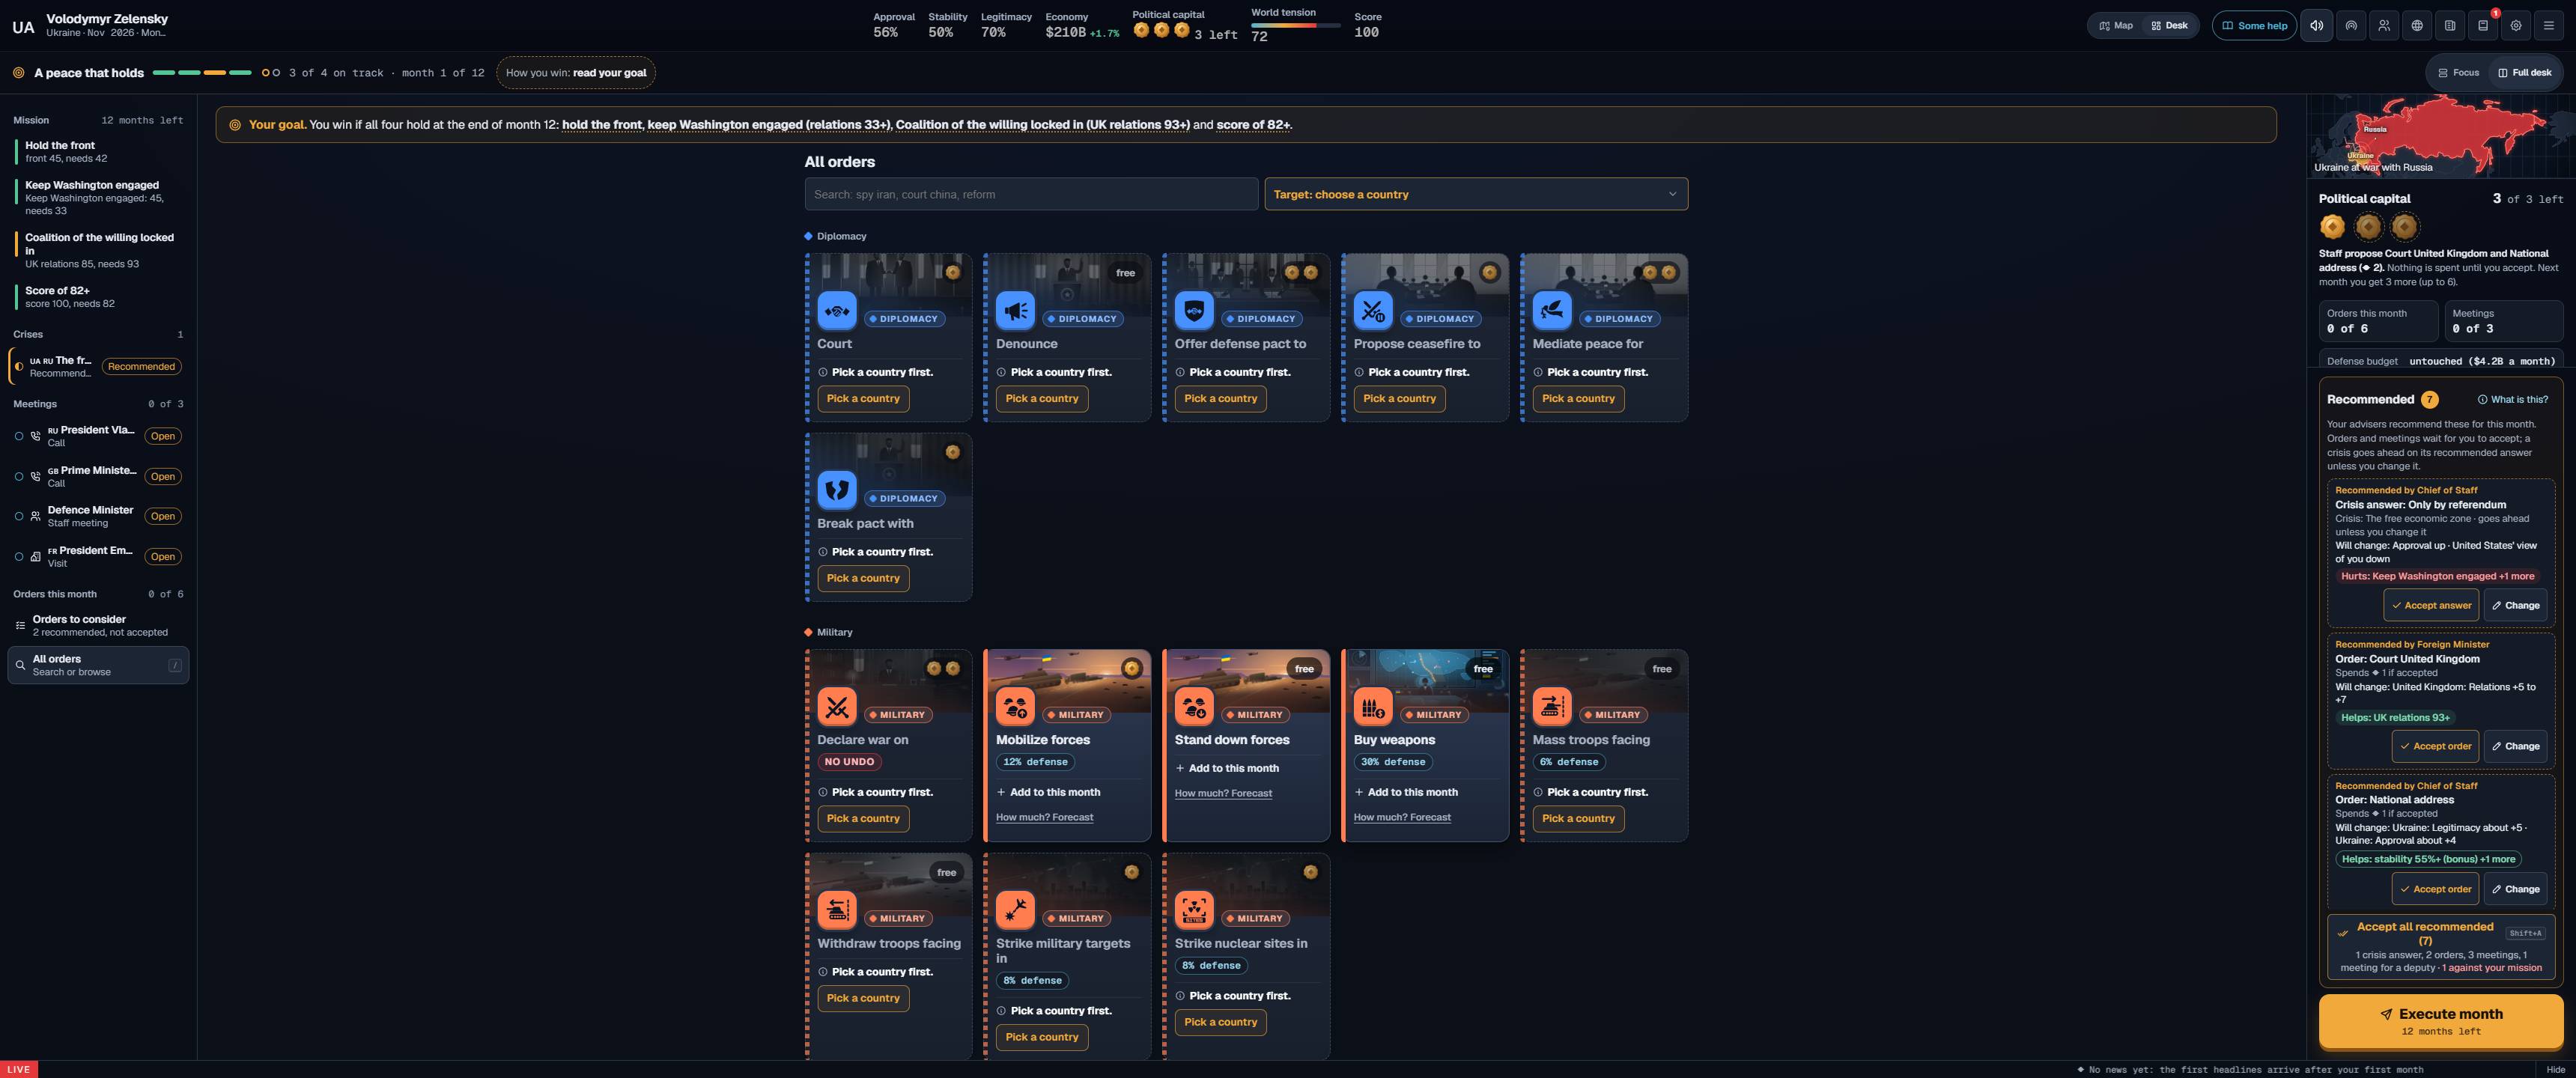 UA
Volodymyr Zelensky
Ukraine · Nov 2026 · Mon…
Approval
56%
Stability
50%
Legitimacy
70%
Economy
$210B +1.7%
Political capital
3 left
World tension
72
Score
100
Map
Desk
Some help
1
A peace that holds
3 of 4 on track · month 1 of 12
How you win: read your goal
Focus
Full desk
Mission
12 months left
Hold the front
front 45, needs 42
Keep Washington engaged
Keep Washington engaged: 45,
needs 33
Coalition of the willing locked
in
UK relations 85, needs 93
Score of 82+
score 100, needs 82
Crises
1
UA RU The fr…
Recommend…
Recommended
Meetings
0 of 3
RU President Vla…
Call
Open
GB Prime Ministe…
Call
Open
Defence Minister
Staff meeting
Open
FR President Em…
Visit
Open
Orders this month
0 of 6
Orders to consider
2 recommended, not accepted
All orders
Search or browse
/
Your goal. You win if all four hold at the end of month 12: hold the front, keep Washington engaged (relations 33+), Coalition of the willing locked in (UK relations 93+) and score of 82+.
All orders
Search: spy iran, court china, reform
Target: choose a country
Diplomacy
DIPLOMACY
Court
Pick a country first.
Pick a country
free
DIPLOMACY
Denounce
Pick a country first.
Pick a country
DIPLOMACY
Offer defense pact to
Pick a country first.
Pick a country
DIPLOMACY
Propose ceasefire to
Pick a country first.
Pick a country
DIPLOMACY
Mediate peace for
Pick a country first.
Pick a country
DIPLOMACY
Break pact with
Pick a country first.
Pick a country
Military
MILITARY
Declare war on
NO UNDO
Pick a country first.
Pick a country
MILITARY
Mobilize forces
12% defense
+ Add to this month
How much? Forecast
free
MILITARY
Stand down forces
+ Add to this month
How much? Forecast
free
MILITARY
Buy weapons
30% defense
+ Add to this month
How much? Forecast
free
MILITARY
Mass troops facing
6% defense
Pick a country first.
Pick a country
free
MILITARY
Withdraw troops facing
Pick a country first.
Pick a country
MILITARY
Strike military targets
in
8% defense
Pick a country first.
Pick a country
MILITARY
Strike nuclear sites in
8% defense
Pick a country first.
Pick a country
Russia
Ukraine
Ukraine at war with Russia
Political capital
3 of 3 left
Staff propose Court United Kingdom and National
address (◆ 2). Nothing is spent until you accept. Next
month you get 3 more (up to 6).
Orders this month
0 of 6
Meetings
0 of 3
Defense budget untouched ($4.2B a month)
Recommended 7
What is this?
Your advisers recommend these for this month.
Orders and meetings wait for you to accept; a
crisis goes ahead on its recommended answer
unless you change it.
Recommended by Chief of Staff
Crisis answer: Only by referendum
Crisis: The free economic zone · goes ahead
unless you change it
Will change: Approval up · United States' view
of you down
Hurts: Keep Washington engaged +1 more
Accept answer
Change
Recommended by Foreign Minister
Order: Court United Kingdom
Spends ◆ 1 if accepted
Will change: United Kingdom: Relations +5 to
+7
Helps: UK relations 93+
Accept order
Change
Recommended by Chief of Staff
Order: National address
Spends ◆ 1 if accepted
Will change: Ukraine: Legitimacy about +5 ·
Ukraine: Approval about +4
Helps: stability 55%+ (bonus) +1 more
Accept order
Change
Accept all recommended
(7)
Shift+A
1 crisis answer, 2 orders, 3 meetings, 1
meeting for a deputy · 1 against your mission
Execute month
12 months left
LIVE
◆ No news yet: the first headlines arrive after your first month
Hide